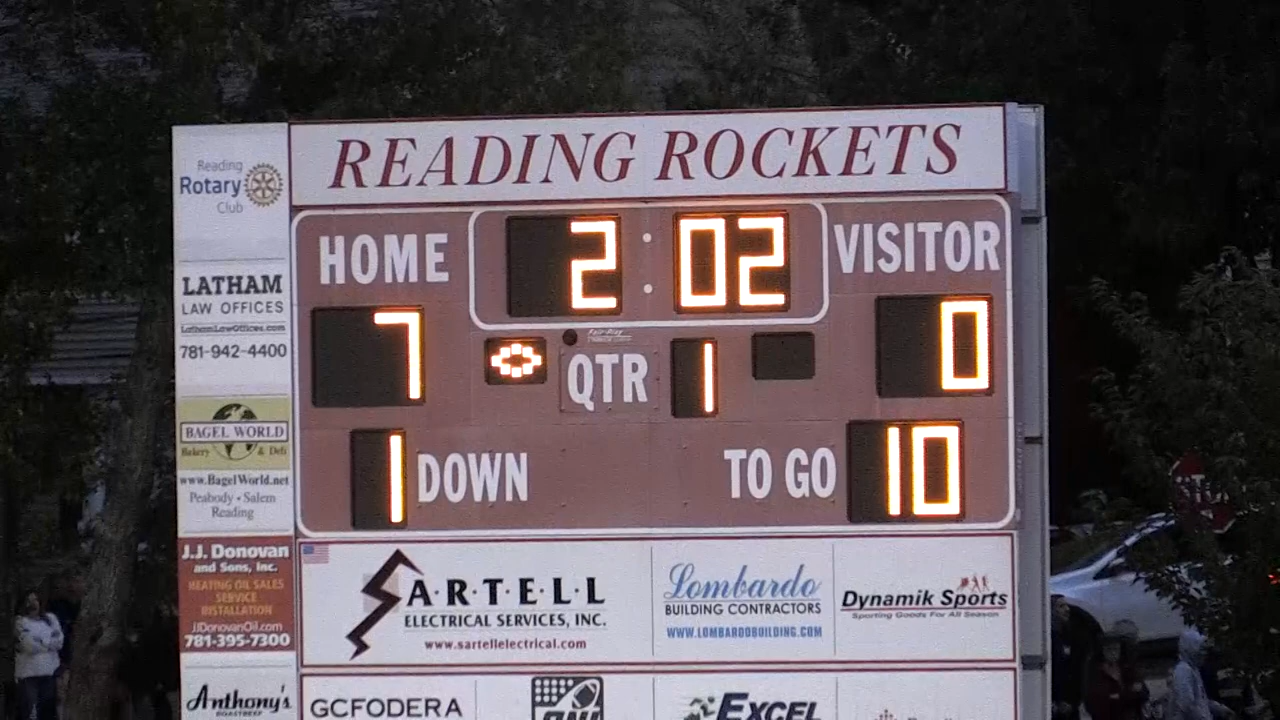 READING ROCKETS
Reading
Rotary
Club
HOME
2:02
VISITOR
LATHAM
LAW OFFICES
LathamLawOffices.com
781-942-4400
7
QTR
1
0
BAGEL WORLD
Bakery & Deli
www.BagelWorld.net
Peabody • Salem
Reading
1 DOWN
TO GO 10
J.J. Donovan
and Sons, Inc.
HEATING OIL SALES
SERVICE
INSTALLATION
JJDonovanOil.com
781-395-7300
SARTELL
ELECTRICAL SERVICES, INC.
www.sartellelectrical.com
Lombardo
BUILDING CONTRACTORS
WWW.LOMBARDOBUILDING.COM
Dynamik Sports
Sporting Goods For All Season
Anthony's
GCFODERA
EXCEL